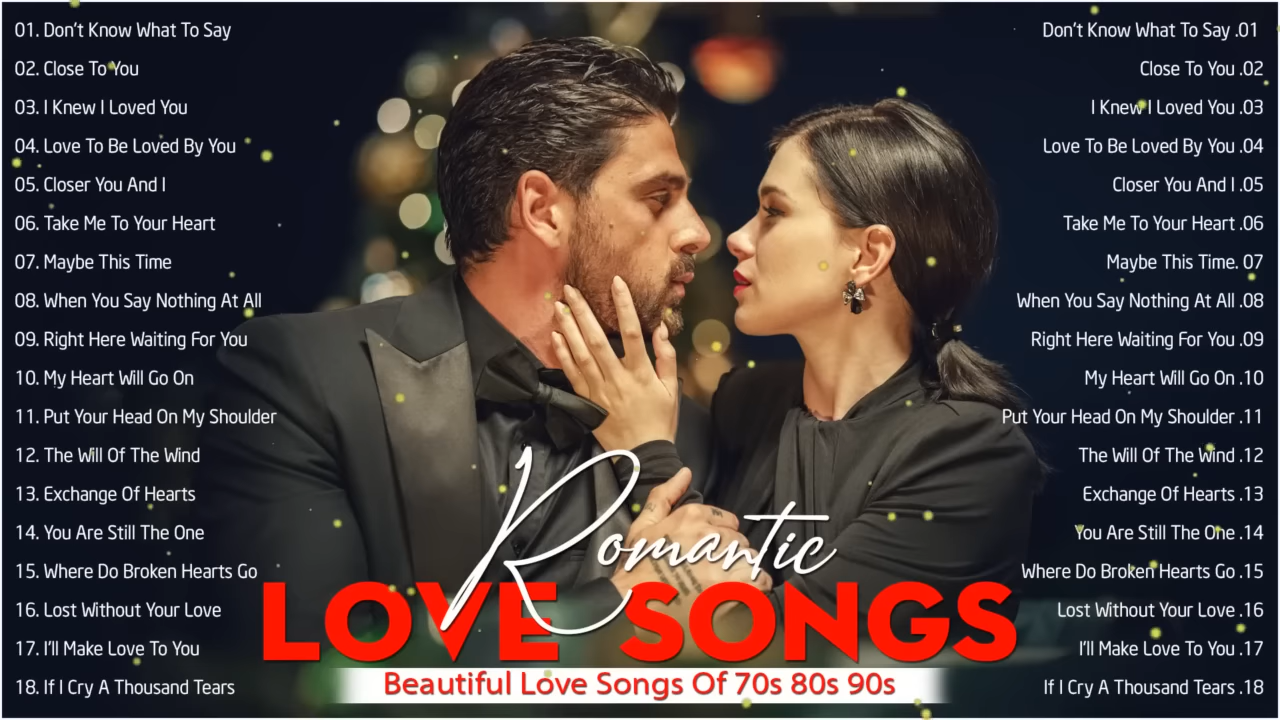 01. Don't Know What To Say
02. Close To You
03. I Knew I Loved You
04. Love To Be Loved By You
05. Closer You And I
06. Take Me To Your Heart
07. Maybe This Time
08. When You Say Nothing At All
09. Right Here Waiting For You
10. My Heart Will Go On
11. Put Your Head On My Shoulder
12. The Will Of The Wind
13. Exchange Of Hearts
14. You Are Still The One
15. Where Do Broken Hearts Go
16. Lost Without Your Love
17. I'll Make Love To You
18. If I Cry A Thousand Tears
Don't Know What To Say .01
Close To You .02
I Knew I Loved You .03
Love To Be Loved By You .04
Closer You And I .05
Take Me To Your Heart .06
Maybe This Time. 07
When You Say Nothing At All .08
Right Here Waiting For You .09
My Heart Will Go On .10
Put Your Head On My Shoulder .11
The Will Of The Wind .12
Exchange Of Hearts .13
You Are Still The One .14
Where Do Broken Hearts Go .15
Lost Without Your Love .16
I'll Make Love To You .17
If I Cry A Thousand Tears .18
Romantic
LOVE SONGS
Beautiful Love Songs Of 70s 80s 90s